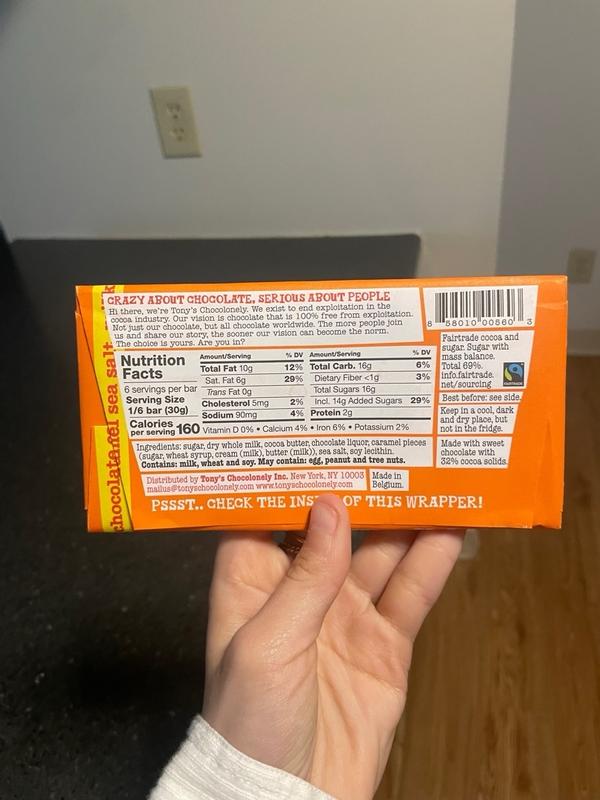 CRAZY ABOUT CHOCOLATE, SERIOUS ABOUT PEOPLE
Hi there, we're Tony's Chocolonely. We exist to end exploitation in the
cocoa industry. Our vision is chocolate that is 100% free from exploitation.
Not just our chocolate, but all chocolate worldwide. The more people join
us and share our story, the sooner our vision can become the norm.
The choice is yours. Are you in?
Nutrition
Facts
6 servings per bar
Serving Size
1/6 bar (30g)
Calories
per serving 160
Amount/Serving % DV
Total Fat 10g 12%
Sat. Fat 6g 29%
Trans Fat 0g
Cholesterol 5mg 2%
Sodium 90mg 4%
Amount/Serving % DV
Total Carb. 16g 6%
Dietary Fiber <1g 3%
Total Sugars 16g
Incl. 14g Added Sugars 29%
Protein 2g
Vitamin D 0% • Calcium 4% • Iron 6% • Potassium 2%
Ingredients: sugar, dry whole milk, cocoa butter, chocolate liquor, caramel pieces
(sugar, wheat syrup, cream (milk), butter (milk)), sea salt, soy lecithin.
Contains: milk, wheat and soy. May contain: egg, peanut and tree nuts.
Distributed by Tony's Chocolonely Inc. New York, NY 10003
mailus@tonyschocolonely.com www.tonyschocolonely.com
Made in
Belgium.
PSSST.. CHECK THE OF THIS WRAPPER!
8 58010 00560 3
Fairtrade cocoa and
sugar. Sugar with
mass balance.
Total 69%.
info.fairtrade.
net/sourcing
FAIRTRADE
Best before: see side.
Keep in a cool, dark
and dry place, but
not in the fridge.
Made with sweet
chocolate with
32% cocoa solids.
chocolate
sea salt